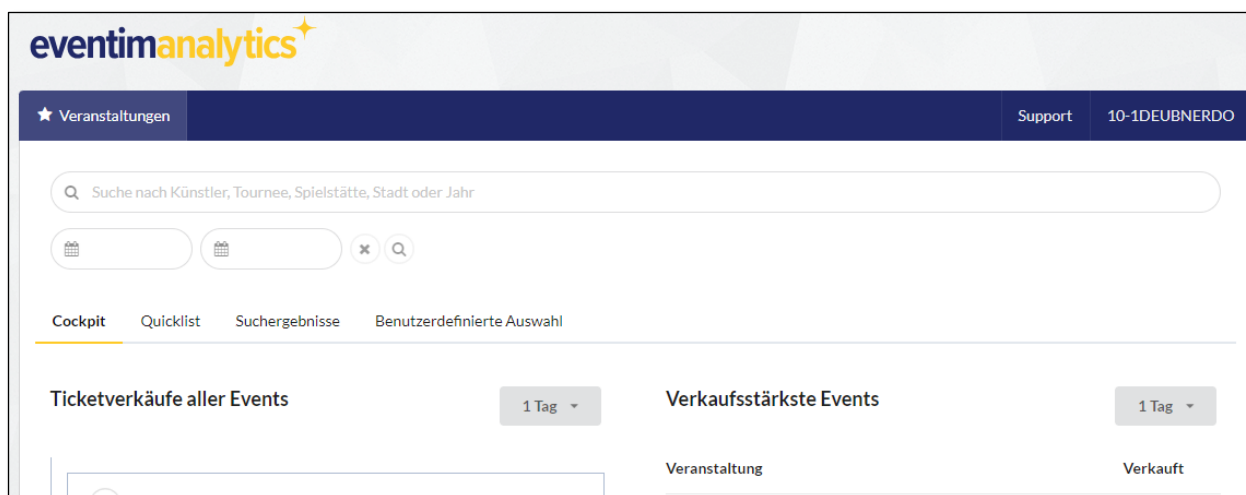 eventimanalytics
Veranstaltungen
Support
10-1DEUBNERDO
Suche nach Künstler, Tournee, Spielstätte, Stadt oder Jahr
Cockpit Quicklist Suchergebnisse Benutzerdefinierte Auswahl
Ticketverkäufe aller Events
1 Tag
Verkaufsstärkste Events
1 Tag
Veranstaltung Verkauft